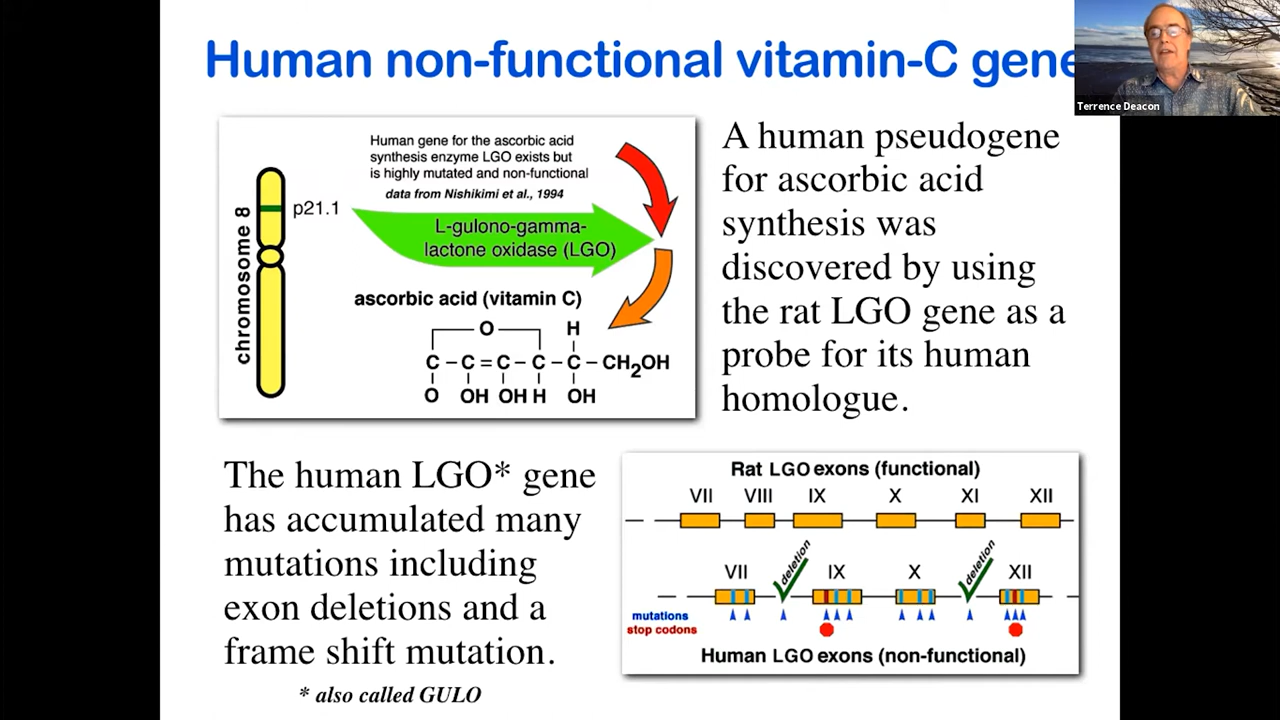 Human non-functional vitamin-C gene
Terrence Deacon
Human gene for the ascorbic acid
synthesis enzyme LGO exists but
is highly mutated and non-functional
data from Nishikimi et al., 1994
chromosome 8
p21.1
L-gulono-gamma-
lactone oxidase (LGO)
ascorbic acid (vitamin C)
O H
C – C = C – C – C – CH2OH
O OH OH H OH
A human pseudogene
for ascorbic acid
synthesis was
discovered by using
the rat LGO gene as a
probe for its human
homologue.
The human LGO* gene
has accumulated many
mutations including
exon deletions and a
frame shift mutation.
* also called GULO
Rat LGO exons (functional)
VII VIII IX X XI XII
VII deletion IX X deletion XII
mutations
stop codons
Human LGO exons (non-functional)